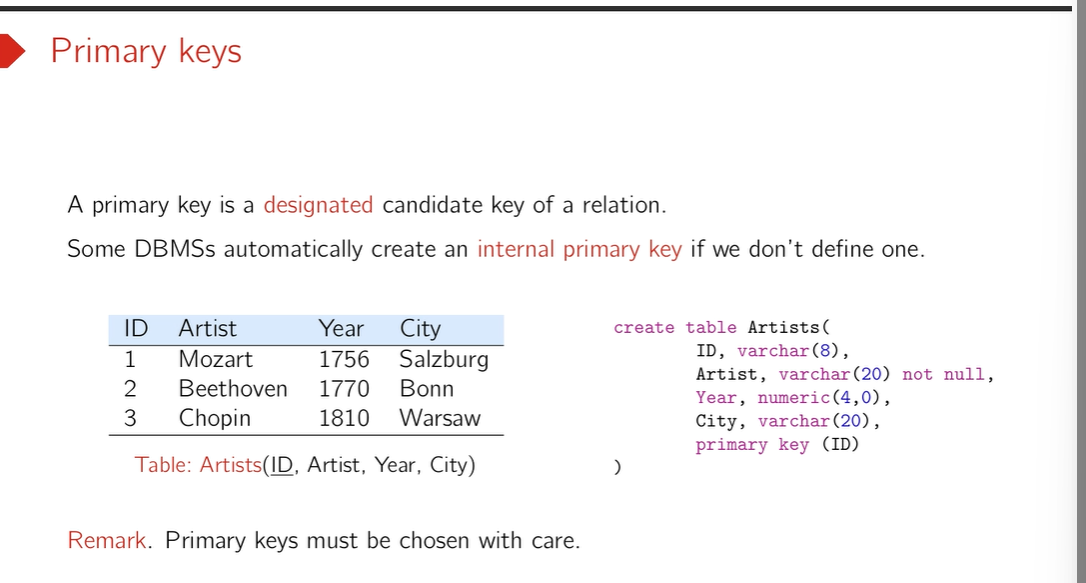 Primary keys
A primary key is a designated candidate key of a relation.
Some DBMSs automatically create an internal primary key if we don't define one.
ID Artist Year City
1 Mozart 1756 Salzburg
2 Beethoven 1770 Bonn
3 Chopin 1810 Warsaw
Table: Artists(ID, Artist, Year, City)
create table Artists(
ID, varchar(8),
Artist, varchar(20) not null,
Year, numeric(4,0),
City, varchar(20),
primary key (ID)
)
Remark. Primary keys must be chosen with care.